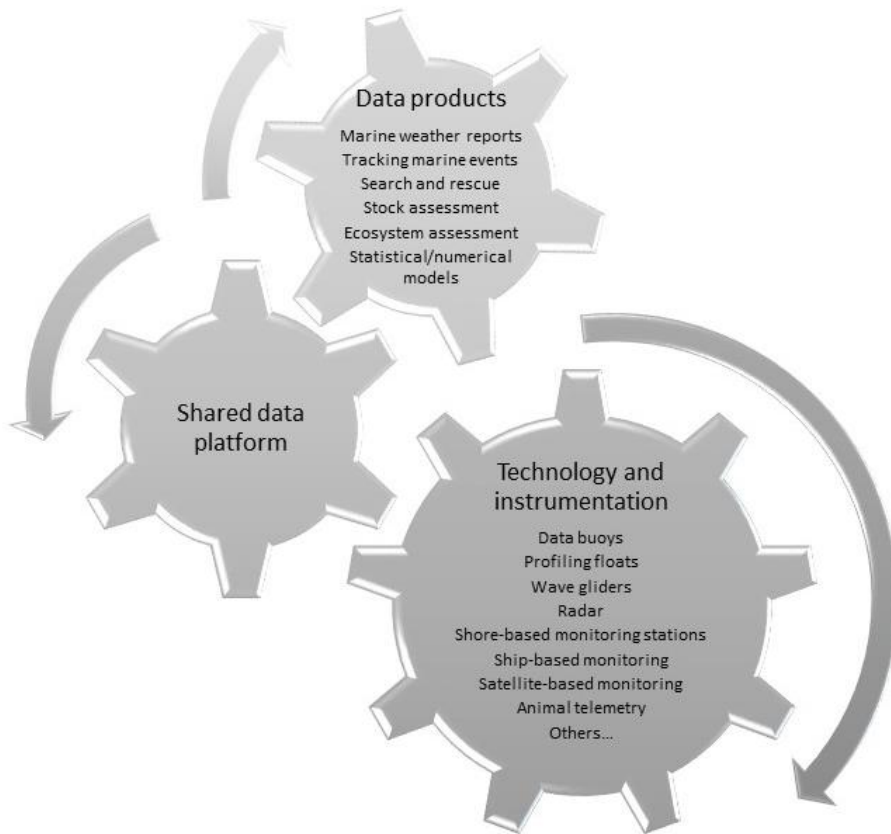 Data products
Marine weather reports
Tracking marine events
Search and rescue
Stock assessment
Ecosystem assessment
Statistical/numerical
models
Shared data
platform
Technology and
instrumentation
Data buoys
Profiling floats
Wave gliders
Radar
Shore-based monitoring stations
Ship-based monitoring
Satellite-based monitoring
Animal telemetry
Others...